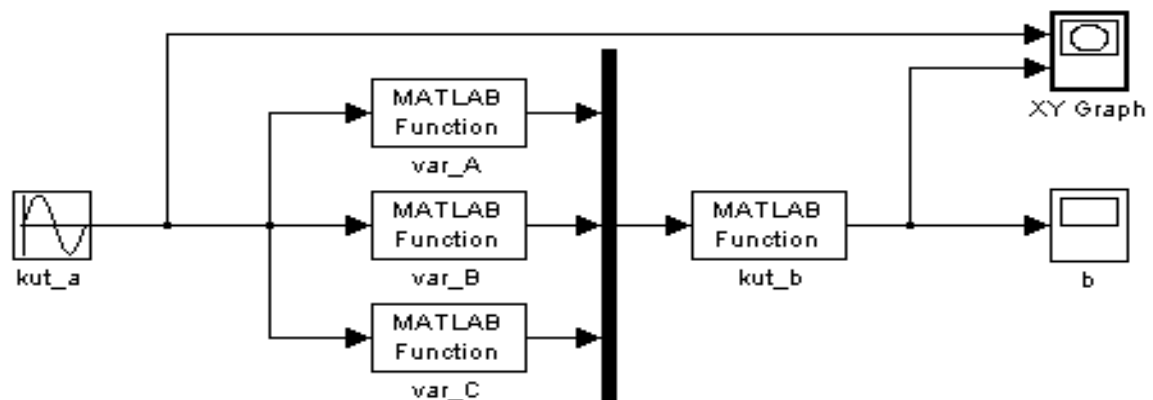 XY Graph
MATLAB
Function
var_A
kut_a
MATLAB
Function
var_B
MATLAB
Function
kut_b
b
MATLAB
Function
var_C